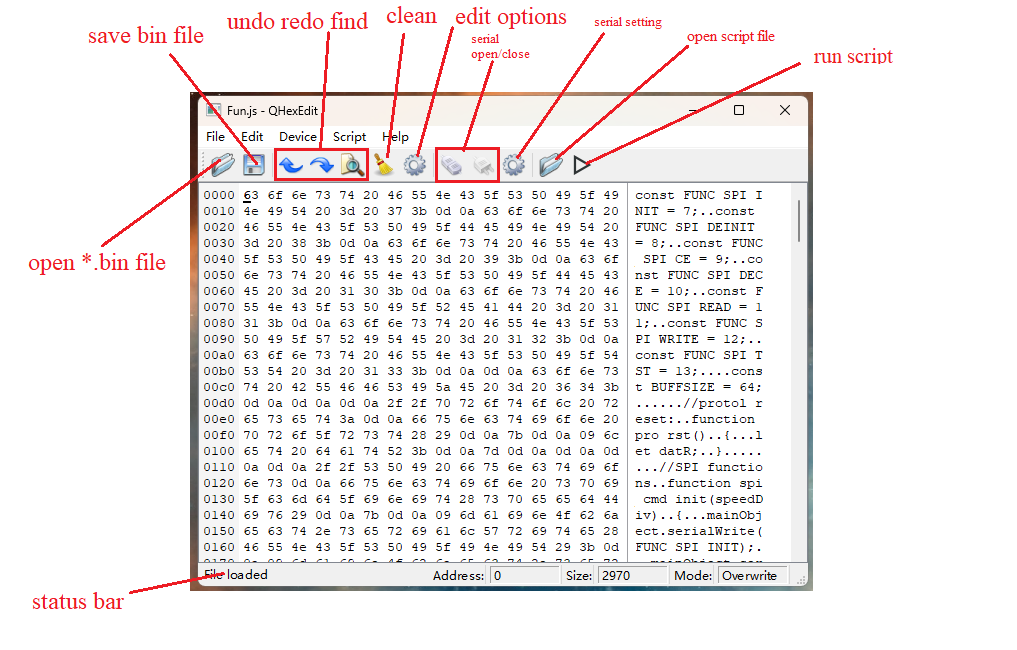 undo redo find
clean
edit options
serial setting
save bin file
serial
open/close
open script file
run script
Fun.js - QHexEdit
File Edit Device Script Help
0000 63 6f 6e 73 74 20 46 55 4e 43 5f 53 50 49 5f 49 const FUNC SPI I
0010 4e 49 54 20 3d 20 37 3b 0d 0a 63 6f 6e 73 74 20 NIT = 7;..const
0020 46 55 4e 43 5f 53 50 49 5f 44 45 49 4e 49 54 20 FUNC SPI DEINIT
0030 3d 20 38 3b 0d 0a 63 6f 6e 73 74 20 46 55 4e 43 = 8;..const FUNC
0040 5f 53 50 49 5f 43 45 20 3d 20 39 3b 0d 0a 63 6f SPI CE = 9;..co
0050 6e 73 74 20 46 55 4e 43 5f 53 50 49 5f 44 45 43 nst FUNC SPI DEC
0060 45 20 3d 20 31 30 3b 0d 0a 63 6f 6e 73 74 20 46 E = 10;..const F
0070 55 4e 43 5f 53 50 49 5f 52 45 41 44 20 3d 20 31 UNC SPI READ = 1
0080 31 3b 0d 0a 63 6f 6e 73 74 20 46 55 4e 43 5f 53 1;..const FUNC S
0090 50 49 5f 57 52 49 54 45 20 3d 20 31 32 3b 0d 0a PI WRITE = 12;..
00a0 63 6f 6e 73 74 20 46 55 4e 43 5f 53 50 49 5f 54 const FUNC SPI T
00b0 53 54 20 3d 20 31 33 3b 0d 0a 0d 0a 63 6f 6e 73 ST = 13;....cons
00c0 74 20 42 55 46 46 53 49 5a 45 20 3d 20 36 34 3b t BUFFSIZE = 64;
00d0 0d 0a 0d 0a 0d 0a 2f 2f 70 72 6f 74 6f 6c 20 72 ......//protol r
00e0 65 73 65 74 3a 0d 0a 66 75 6e 63 74 69 6f 6e 20 eset:..function
00f0 70 72 6f 5f 72 73 74 28 29 0d 0a 7b 0d 0a 09 6c pro rst()..{...l
0100 65 74 20 64 61 74 52 3b 0d 0a 7d 0d 0a 0d 0a 0d et datR;..}.....
0110 0a 0d 0a 2f 2f 53 50 49 20 66 75 6e 63 74 69 6f ...//SPI functio
0120 6e 73 0d 0a 66 75 6e 63 74 69 6f 6e 20 73 70 69 ns..function spi
0130 5f 63 6d 64 5f 69 6e 69 74 28 73 70 65 65 64 44 cmd init(speedD
0140 69 76 29 0d 0a 7b 0d 0a 09 6d 61 69 6e 4f 62 6a iv)..{...mainObj
0150 65 63 74 2e 73 65 72 69 61 6c 57 72 69 74 65 28 ect.serialWrite(
0160 46 55 4e 43 5f 53 50 49 5f 49 4e 49 54 29 3b 0d FUNC SPI INIT);.
open *.bin file
File loaded Address: 0 Size: 2970 Mode: Overwrite
status bar